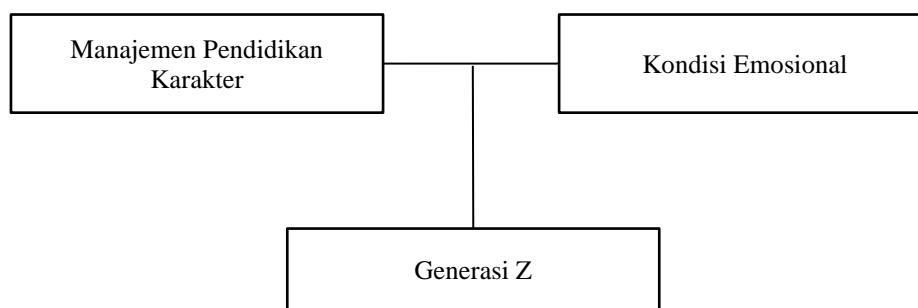 Manajemen Pendidikan
Karakter
Kondisi Emosional
Generasi Z